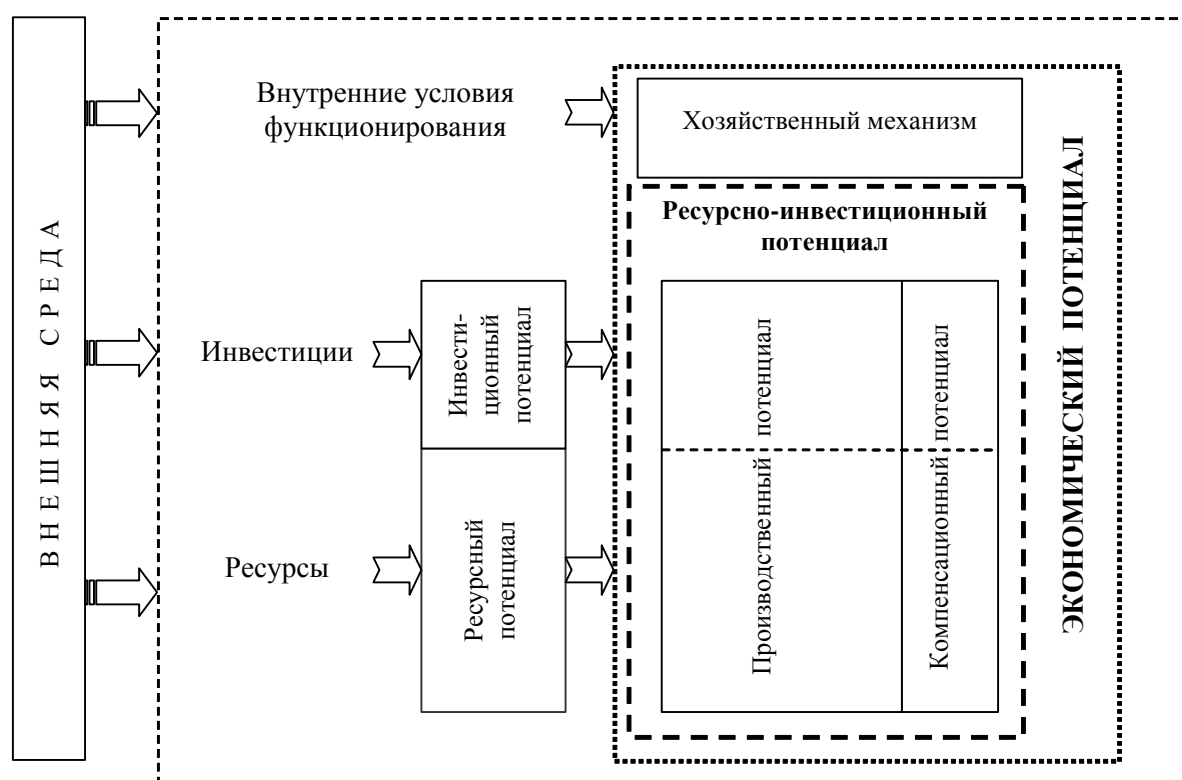 ВНЕШНЯЯ СРЕДА
Внутренние условия
функционирования
Хозяйственный механизм
Ресурсно-инвестиционный
потенциал
Инвестиции
Инвести-
ционный
потенциал
Ресурсы
Ресурсный
потенциал
Производственный потенциал
Компенсационный потенциал
ЭКОНОМИЧЕСКИЙ ПОТЕНЦИАЛ